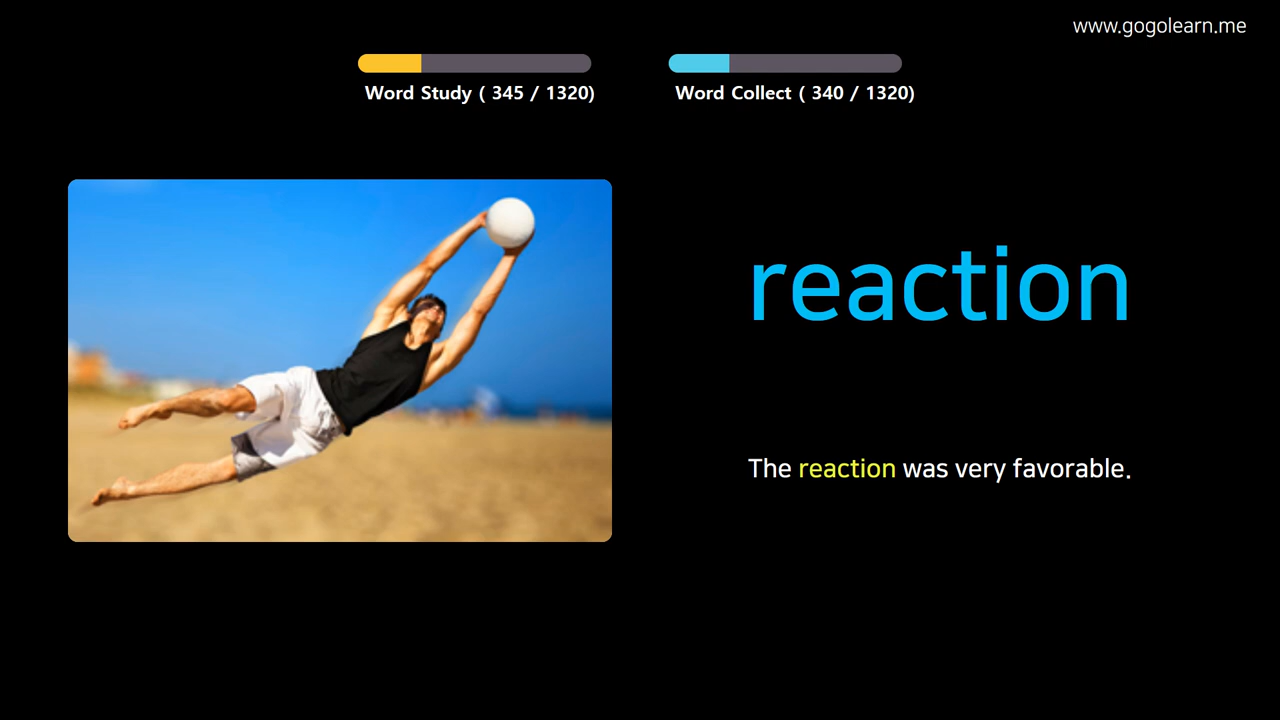 www.gogolearn.me
Word Study ( 345 / 1320)
Word Collect ( 340 / 1320)
reaction
The reaction was very favorable.